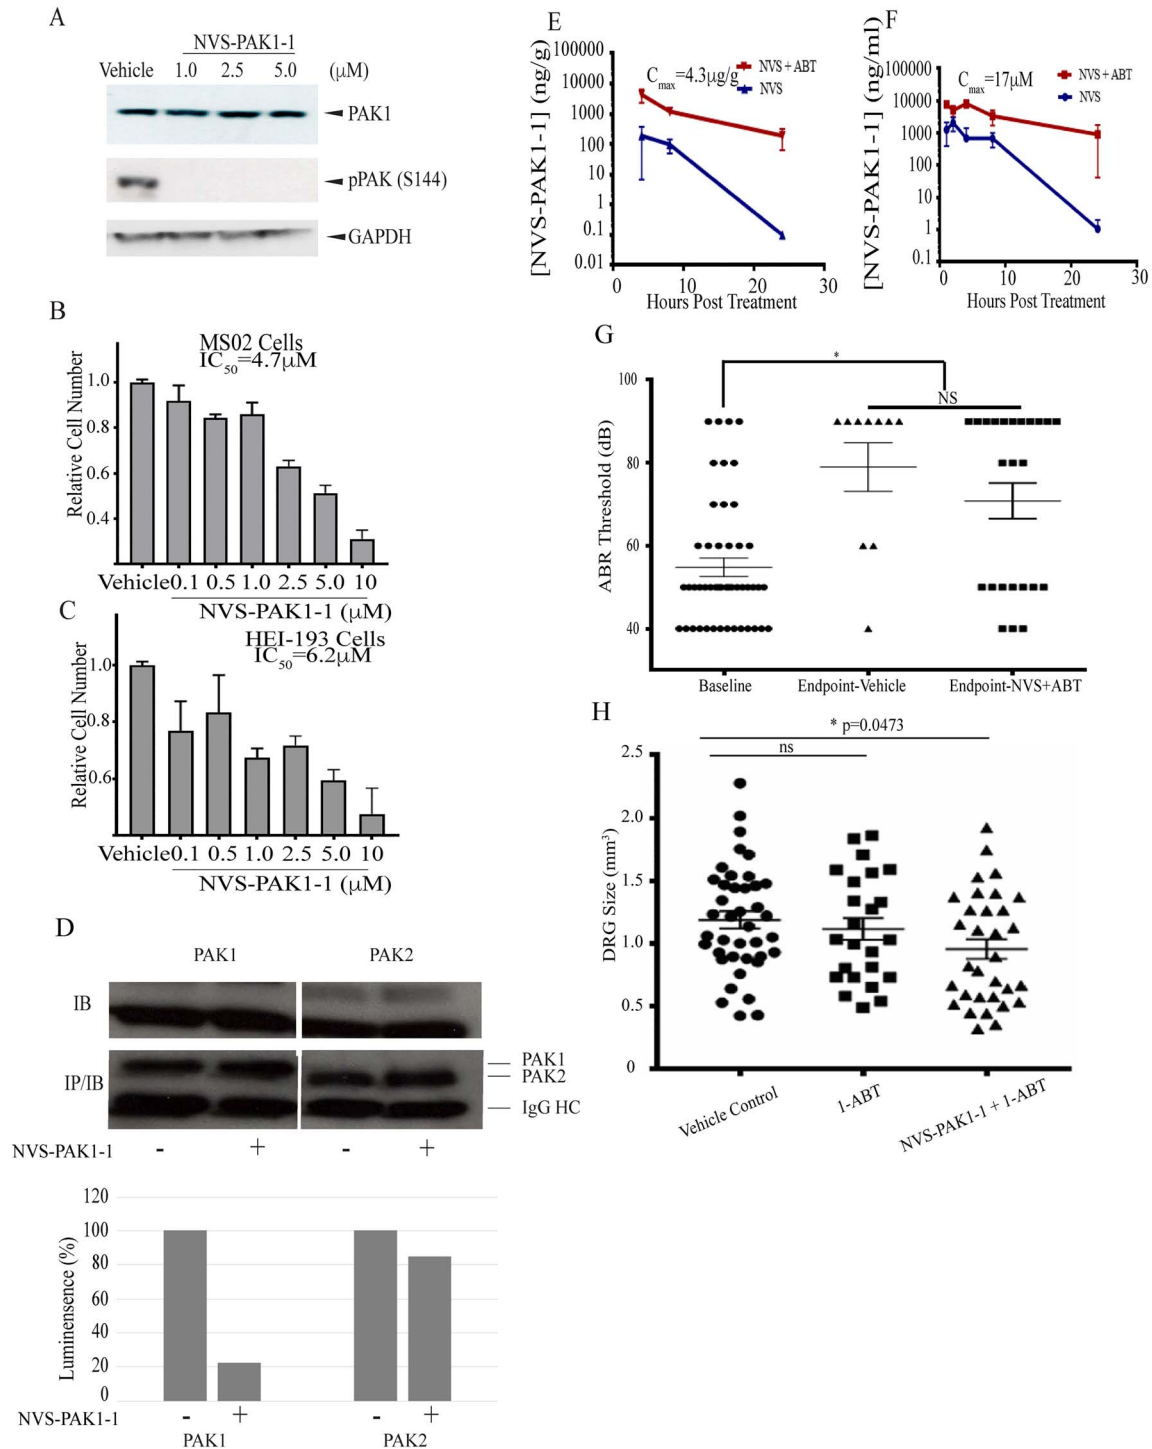 A
NVS-PAK1-1
Vehicle 1.0 2.5 5.0 (μM)
PAK1
pPAK (S144)
GAPDH
B
MS02 Cells
IC50=4.7μM
Relative Cell Number
1.0
0.8
0.6
0.4
Vehicle 0.1 0.5 1.0 2.5 5.0 10
NVS-PAK1-1 (μM)
C
HEI-193 Cells
IC50=6.2μM
Relative Cell Number
1.0
0.8
0.6
Vehicle 0.1 0.5 1.0 2.5 5.0 10
NVS-PAK1-1 (μM)
D
PAK1 PAK2
IB
IP/IB
PAK1
PAK2
IgG HC
NVS-PAK1-1 - + - +
Luminensence (%)
120
100
80
60
40
20
0
NVS-PAK1-1 - + - +
PAK1 PAK2
E
[NVS-PAK1-1] (ng/g)
Cmax=4.3μg/g
NVS + ABT
NVS
100000
10000
1000
100
10
1
0.1
0.01
0 10 20 30
Hours Post Treatment
F
[NVS-PAK1-1] (ng/ml)
Cmax=17μM
NVS + ABT
NVS
100000
10000
1000
100
10
1
0.1
0 10 20 30
Hours Post Treatment
G
*
NS
ABR Threshold (dB)
100
80
60
40
Baseline Endpoint-Vehicle Endpoint-NVS+ABT
H
* p=0.0473
ns
DRG Size (mm³)
2.5
2.0
1.5
1.0
0.5
0
Vehicle Control
1-ABT
NVS-PAK1-1 + 1-ABT